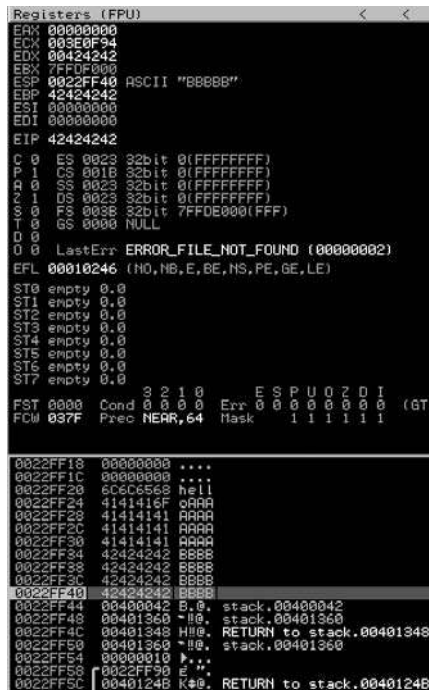 Registers (FPU) < <
EAX 00000000
ECX 003E0F94
EDX 00424242
EBX 7FFDF000
ESP 0022FF40 ASCII "BBBBB"
EBP 42424242
ESI 00000000
EDI 00000000
EIP 42424242
C 0 ES 0023 32bit 0(FFFFFFFF)
P 1 CS 001B 32bit 0(FFFFFFFF)
A 0 SS 0023 32bit 0(FFFFFFFF)
Z 1 DS 0023 32bit 0(FFFFFFFF)
S 0 FS 003B 32bit 7FFDE000(FFF)
T 0 GS 0000 NULL
D 0
O 0 LastErr ERROR_FILE_NOT_FOUND (00000002)
EFL 00010246 (NO,NB,E,BE,NS,PE,GE,LE)
ST0 empty 0.0
ST1 empty 0.0
ST2 empty 0.0
ST3 empty 0.0
ST4 empty 0.0
ST5 empty 0.0
ST6 empty 0.0
ST7 empty 0.0
3 2 1 0 E S P U O Z D I
FST 0000 Cond 0 0 0 0 Err 0 0 0 0 0 0 0 0 (GT
FCW 037F Prec NEAR,64 Mask 1 1 1 1 1 1
0022FF18 00000000 ....
0022FF1C 00000000 ....
0022FF20 6C6C6568 hell
0022FF24 4141416F oAAA
0022FF28 41414141 AAAA
0022FF2C 41414141 AAAA
0022FF30 41414141 AAAA
0022FF34 42424242 BBBB
0022FF38 42424242 BBBB
0022FF3C 42424242 BBBB
0022FF40 42424242 BBBB
0022FF44 00400042 B.@. stack.00400042
0022FF48 00401360 stack.00401360
0022FF4C 00401348 H‼@. RETURN to stack.00401348
0022FF50 00401360 stack.00401360
0022FF54 00000010
0022FF58 0022FF90
0022FF5C 0040124B K‡@. RETURN to stack.0040124B